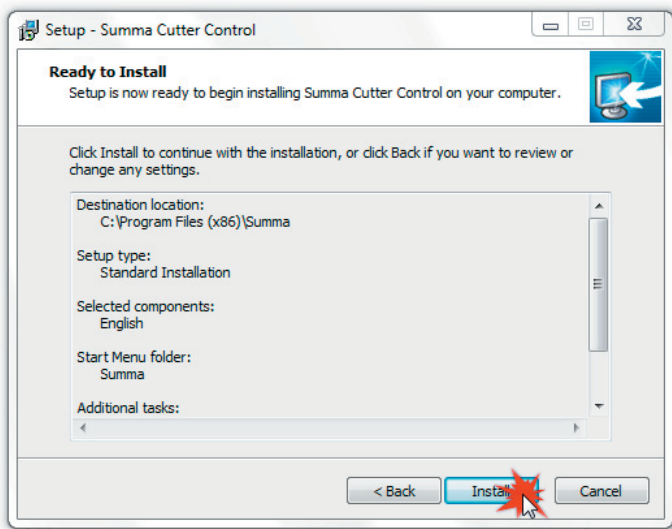 Setup - Summa Cutter Control
Ready to Install
Setup is now ready to begin installing Summa Cutter Control on your computer.
Click Install to continue with the installation, or click Back if you want to review or
change any settings.
Destination location:
C:\Program Files (x86)\Summa
Setup type:
Standard Installation
Selected components:
English
Start Menu folder:
Summa
Additional tasks:
< Back
Install
Cancel